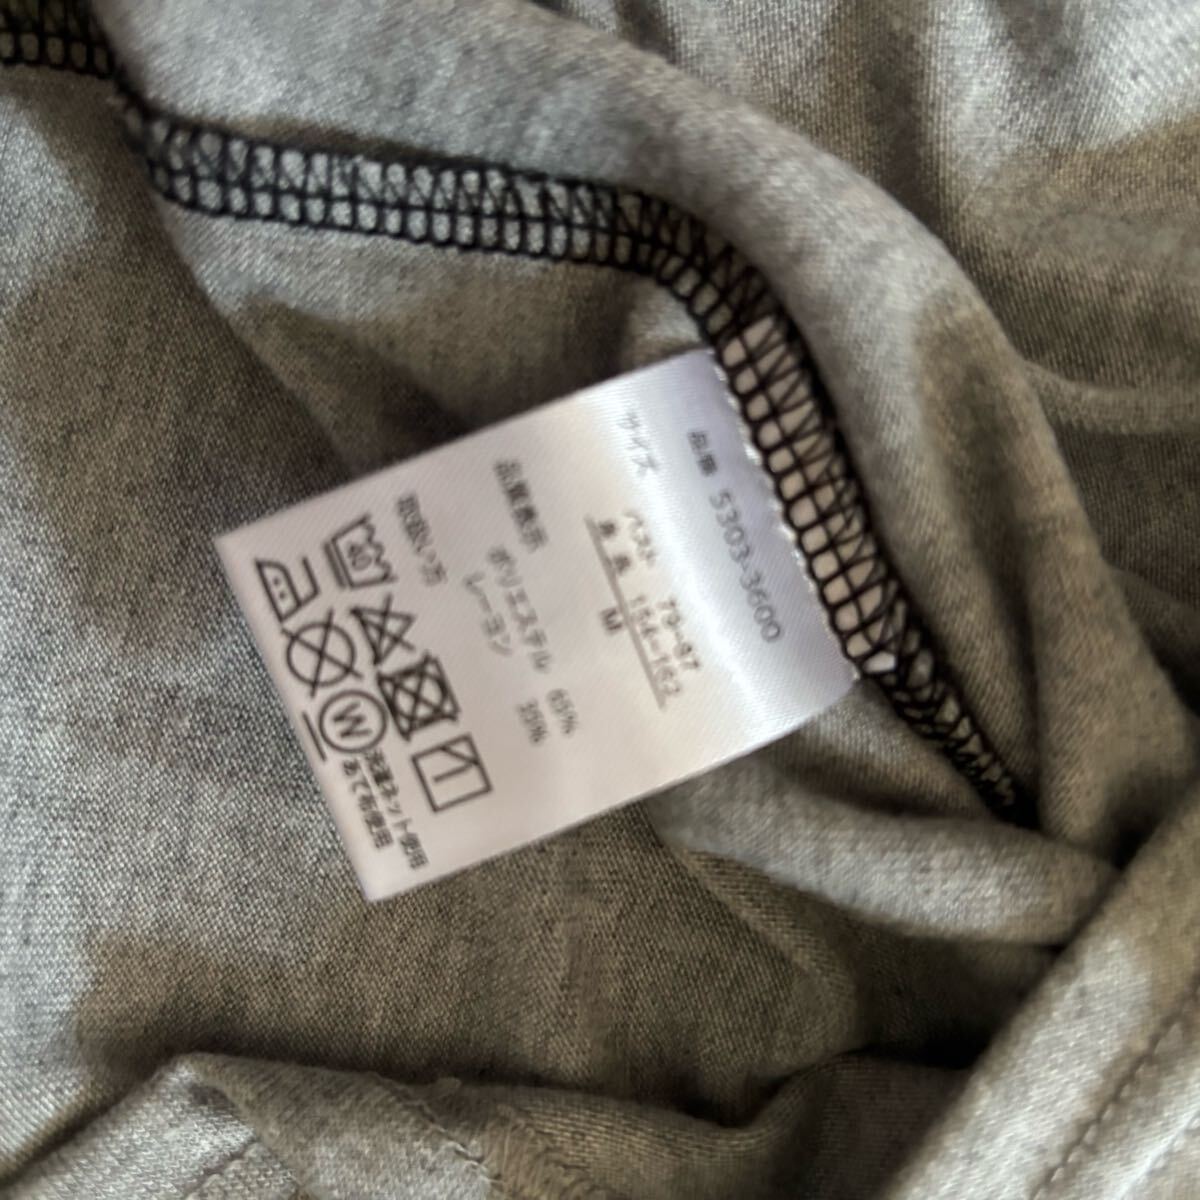 品番 5303-3600
サイズ
バスト 79-87
身長 154-162
M
品質表示
ポリエステル 65%
レーヨン 35%
取扱い方
40
W
洗濯ネット使用
あて布使用